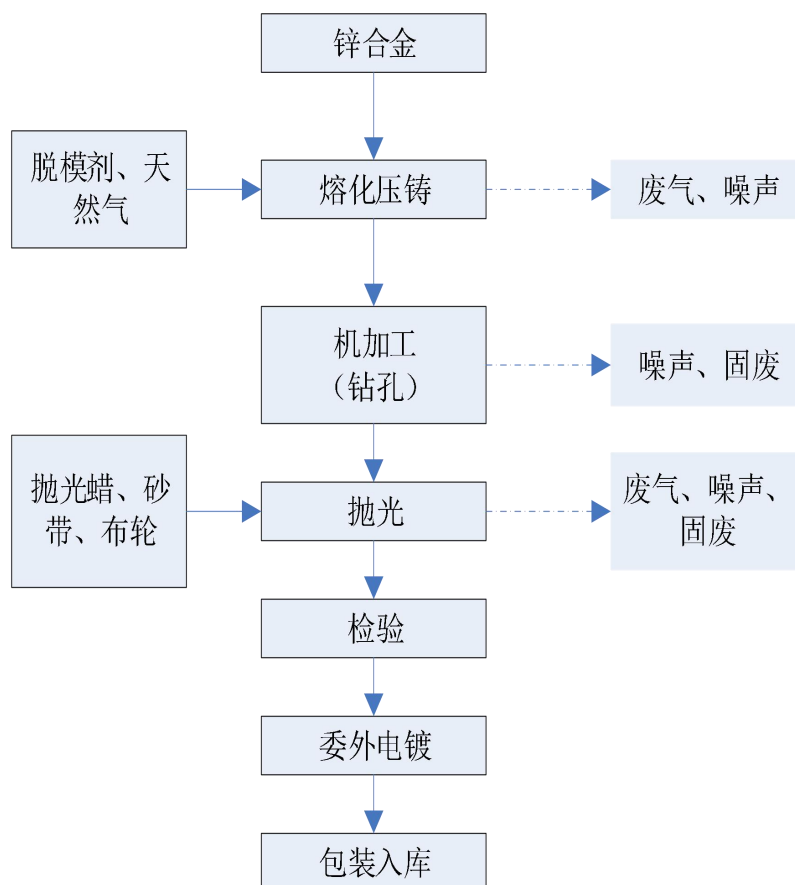 锌合金
脱模剂、天
然气
熔化压铸
废气、噪声
机加工
（钻孔）
噪声、固废
抛光蜡、砂
带、布轮
抛光
废气、噪声、
固废
检验
委外电镀
包装入库